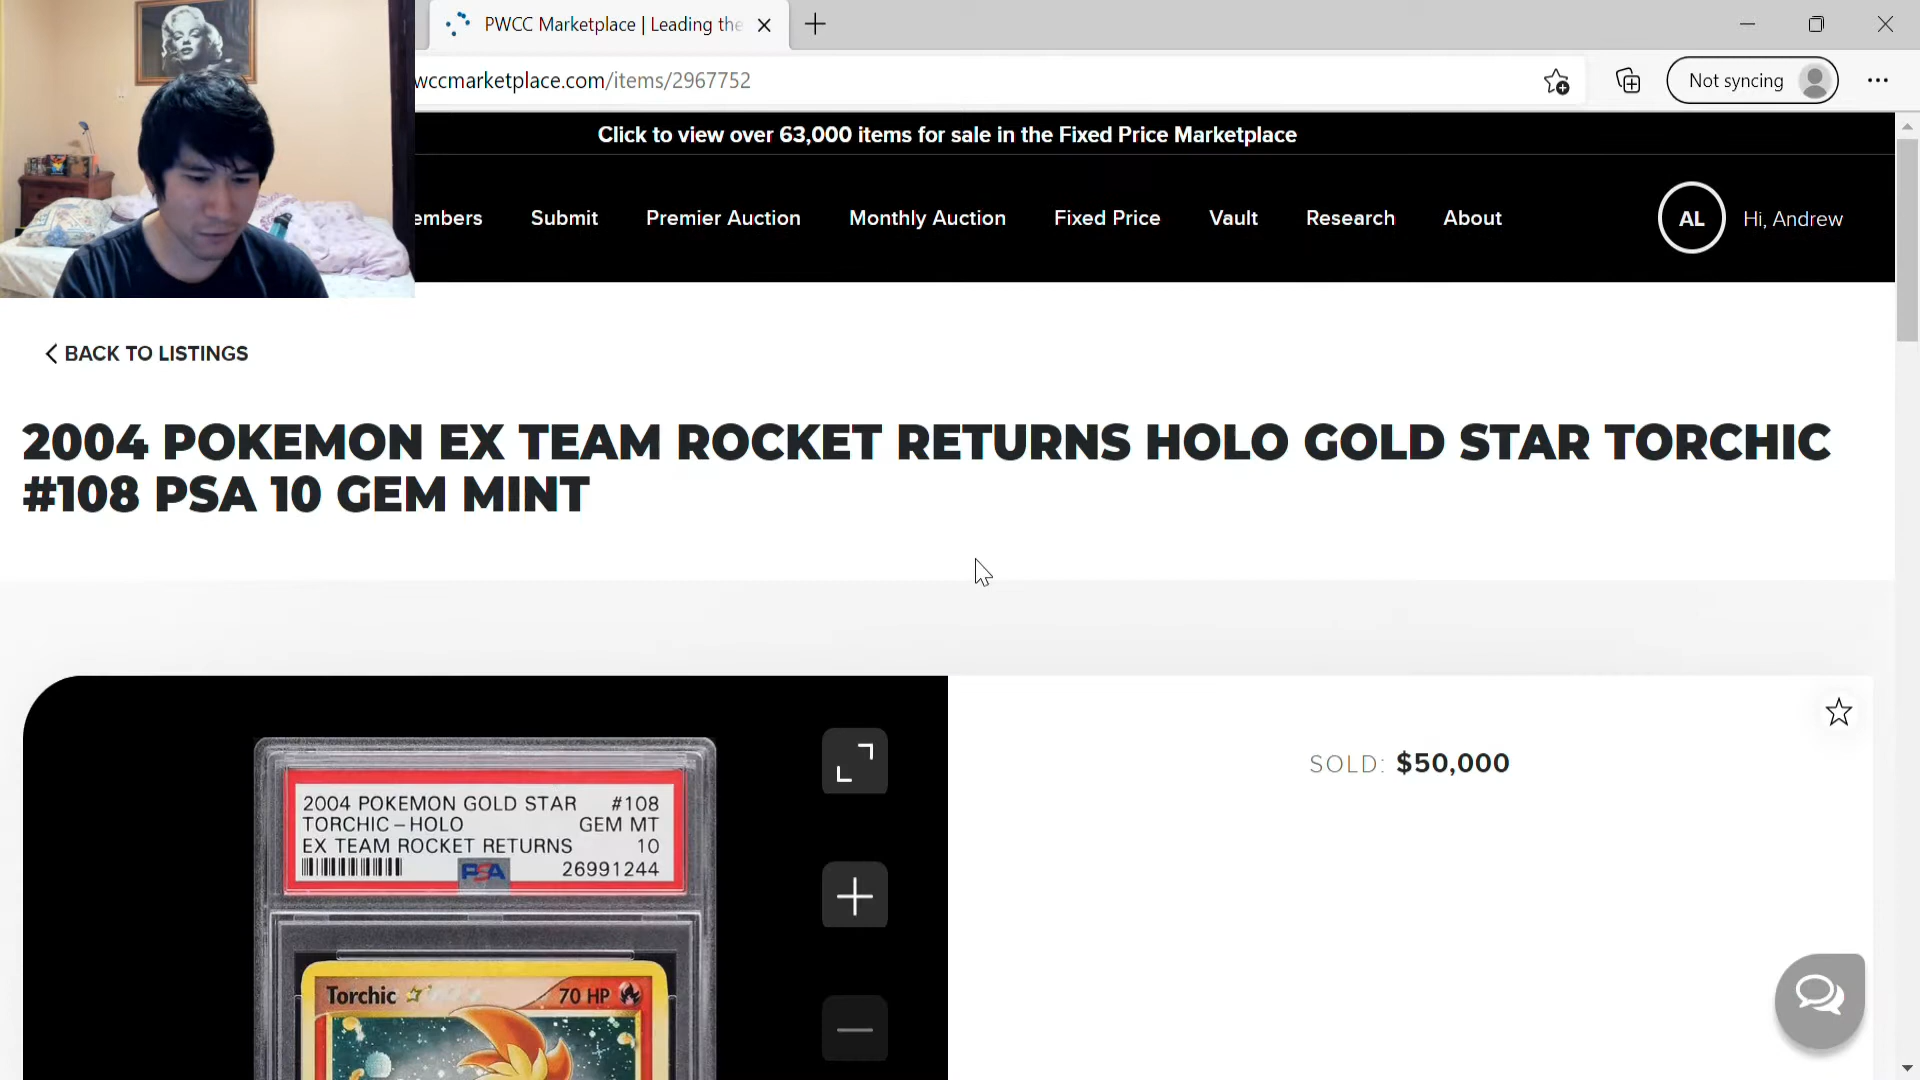 PWCC Marketplace | Leading the
wccmarketplace.com/items/2967752
Not syncing
Click to view over 63,000 items for sale in the Fixed Price Marketplace
embers Submit Premier Auction Monthly Auction Fixed Price Vault Research About AL Hi, Andrew
BACK TO LISTINGS
2004 POKEMON EX TEAM ROCKET RETURNS HOLO GOLD STAR TORCHIC
#108 PSA 10 GEM MINT
SOLD: $50,000
2004 POKEMON GOLD STAR #108
TORCHIC - HOLO GEM MT
EX TEAM ROCKET RETURNS 10
PSA 26991244
Torchic 70 HP